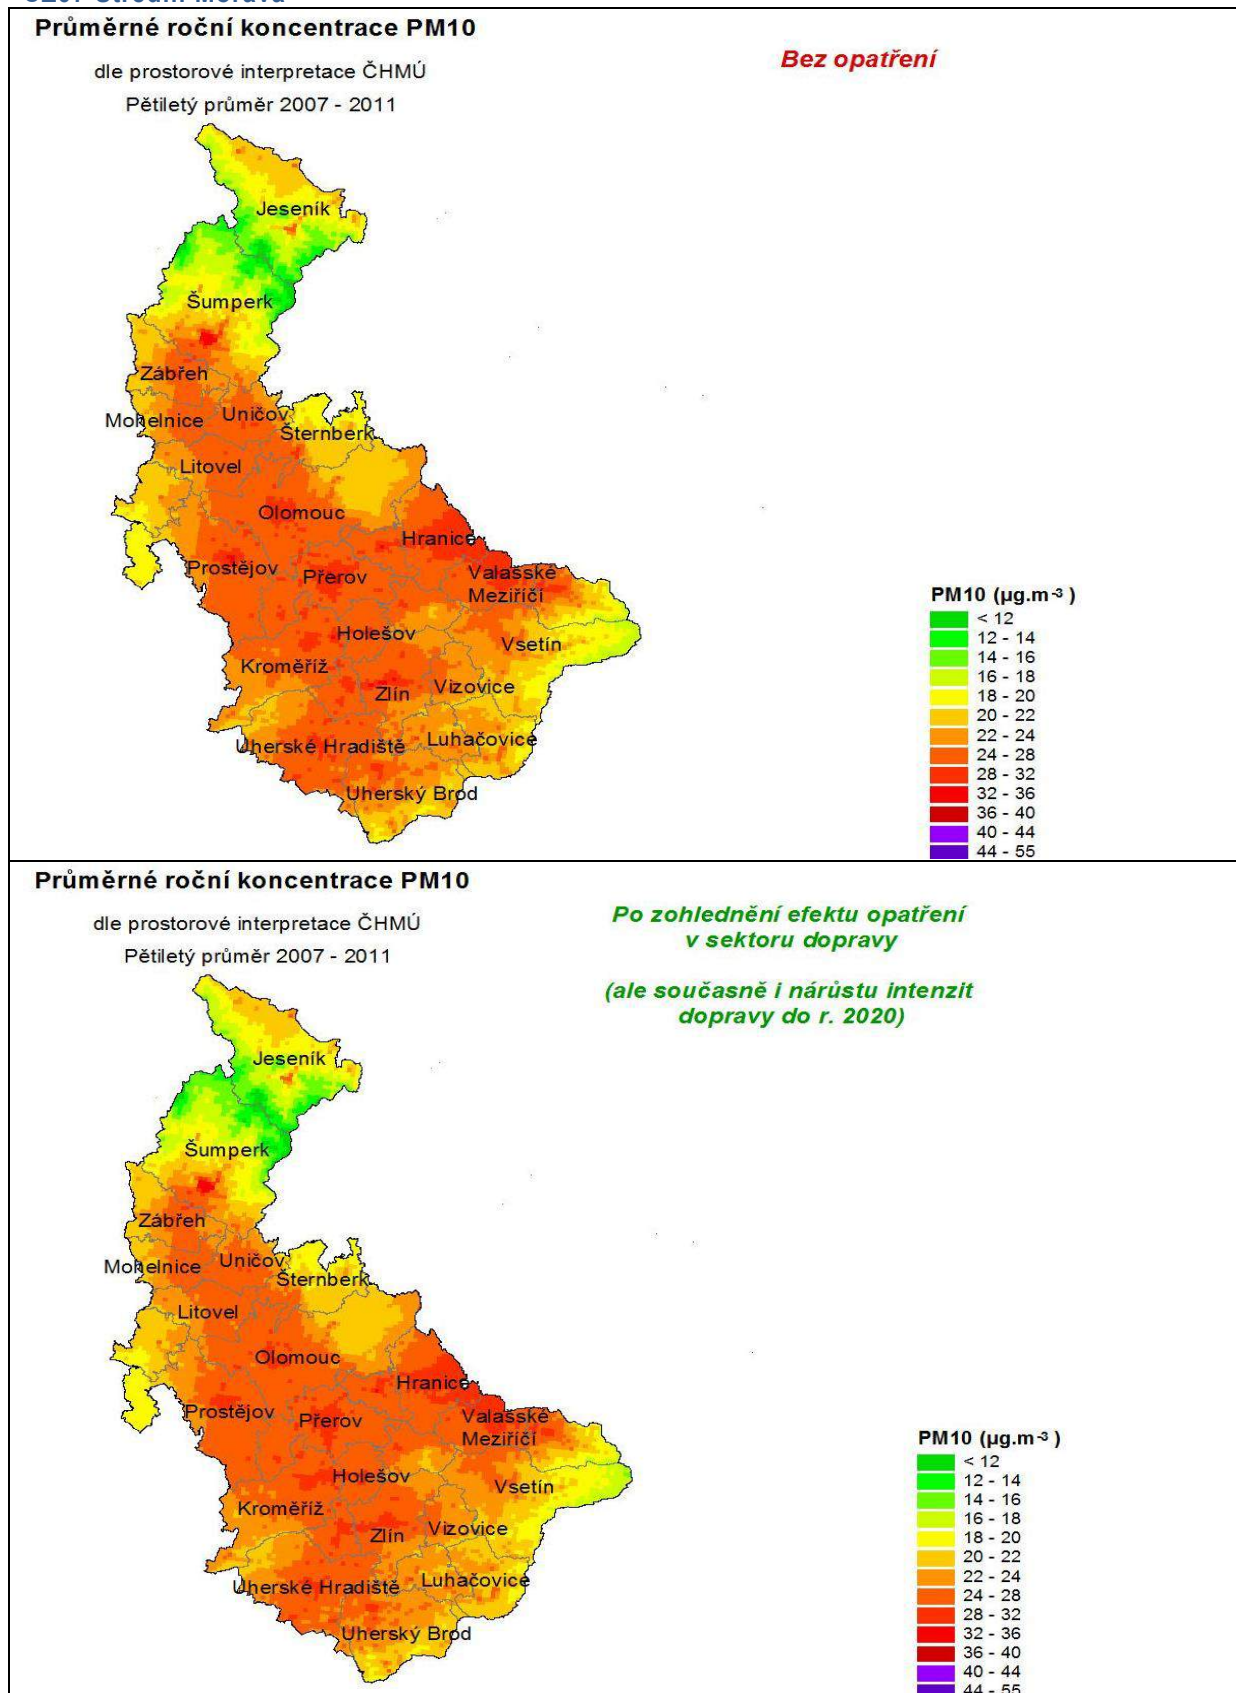 Průměrné roční koncentrace PM10
dle prostorové interpretace ČHMÚ
Pětiletý průměr 2007 - 2011
Bez opatření
Jeseník
Šumperk
Zábřeh
Mohelnice
Uničov
Šternberk
Litovel
Olomouc
Hranice
Prostějov
Přerov
Valašské
Meziříčí
Holešov
Vsetín
Kroměříž
Zlín
Vizovice
Uherské Hradiště
Luhačovice
Uherský Brod
PM10 (µg.m-3 )
< 12
12 - 14
14 - 16
16 - 18
18 - 20
20 - 22
22 - 24
24 - 28
28 - 32
32 - 36
36 - 40
40 - 44
44 - 55
Průměrné roční koncentrace PM10
dle prostorové interpretace ČHMÚ
Pětiletý průměr 2007 - 2011
Po zohlednění efektu opatření
v sektoru dopravy
(ale současně i nárůstu intenzit
dopravy do r. 2020)
Jeseník
Šumperk
Zábřeh
Mohelnice
Uničov
Šternberk
Litovel
Olomouc
Hranice
Prostějov
Přerov
Valašské
Meziříčí
Holešov
Vsetín
Kroměříž
Zlín
Vizovice
Uherské Hradiště
Luhačovice
Uherský Brod
PM10 (µg.m-3 )
< 12
12 - 14
14 - 16
16 - 18
18 - 20
20 - 22
22 - 24
24 - 28
28 - 32
32 - 36
36 - 40
40 - 44
44 - 55